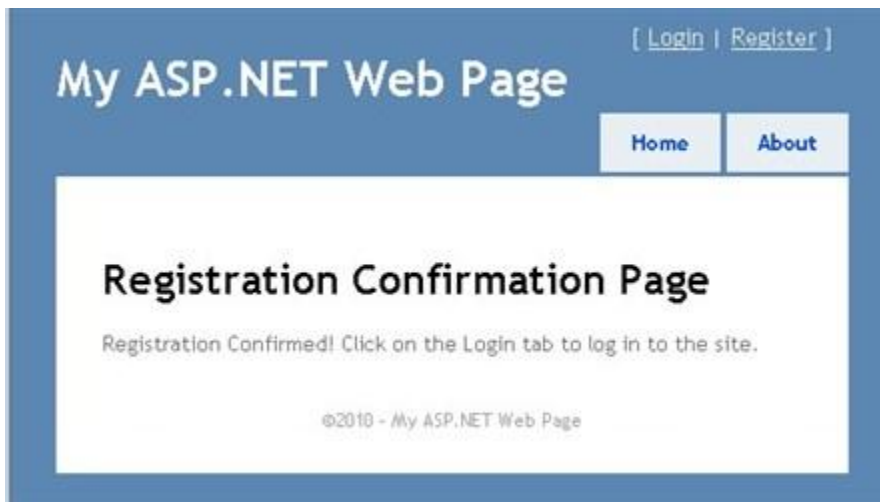 [ Login | Register ]
My ASP.NET Web Page
Home About
Registration Confirmation Page
Registration Confirmed! Click on the Login tab to log in to the site.
©2010 - My ASP.NET Web Page